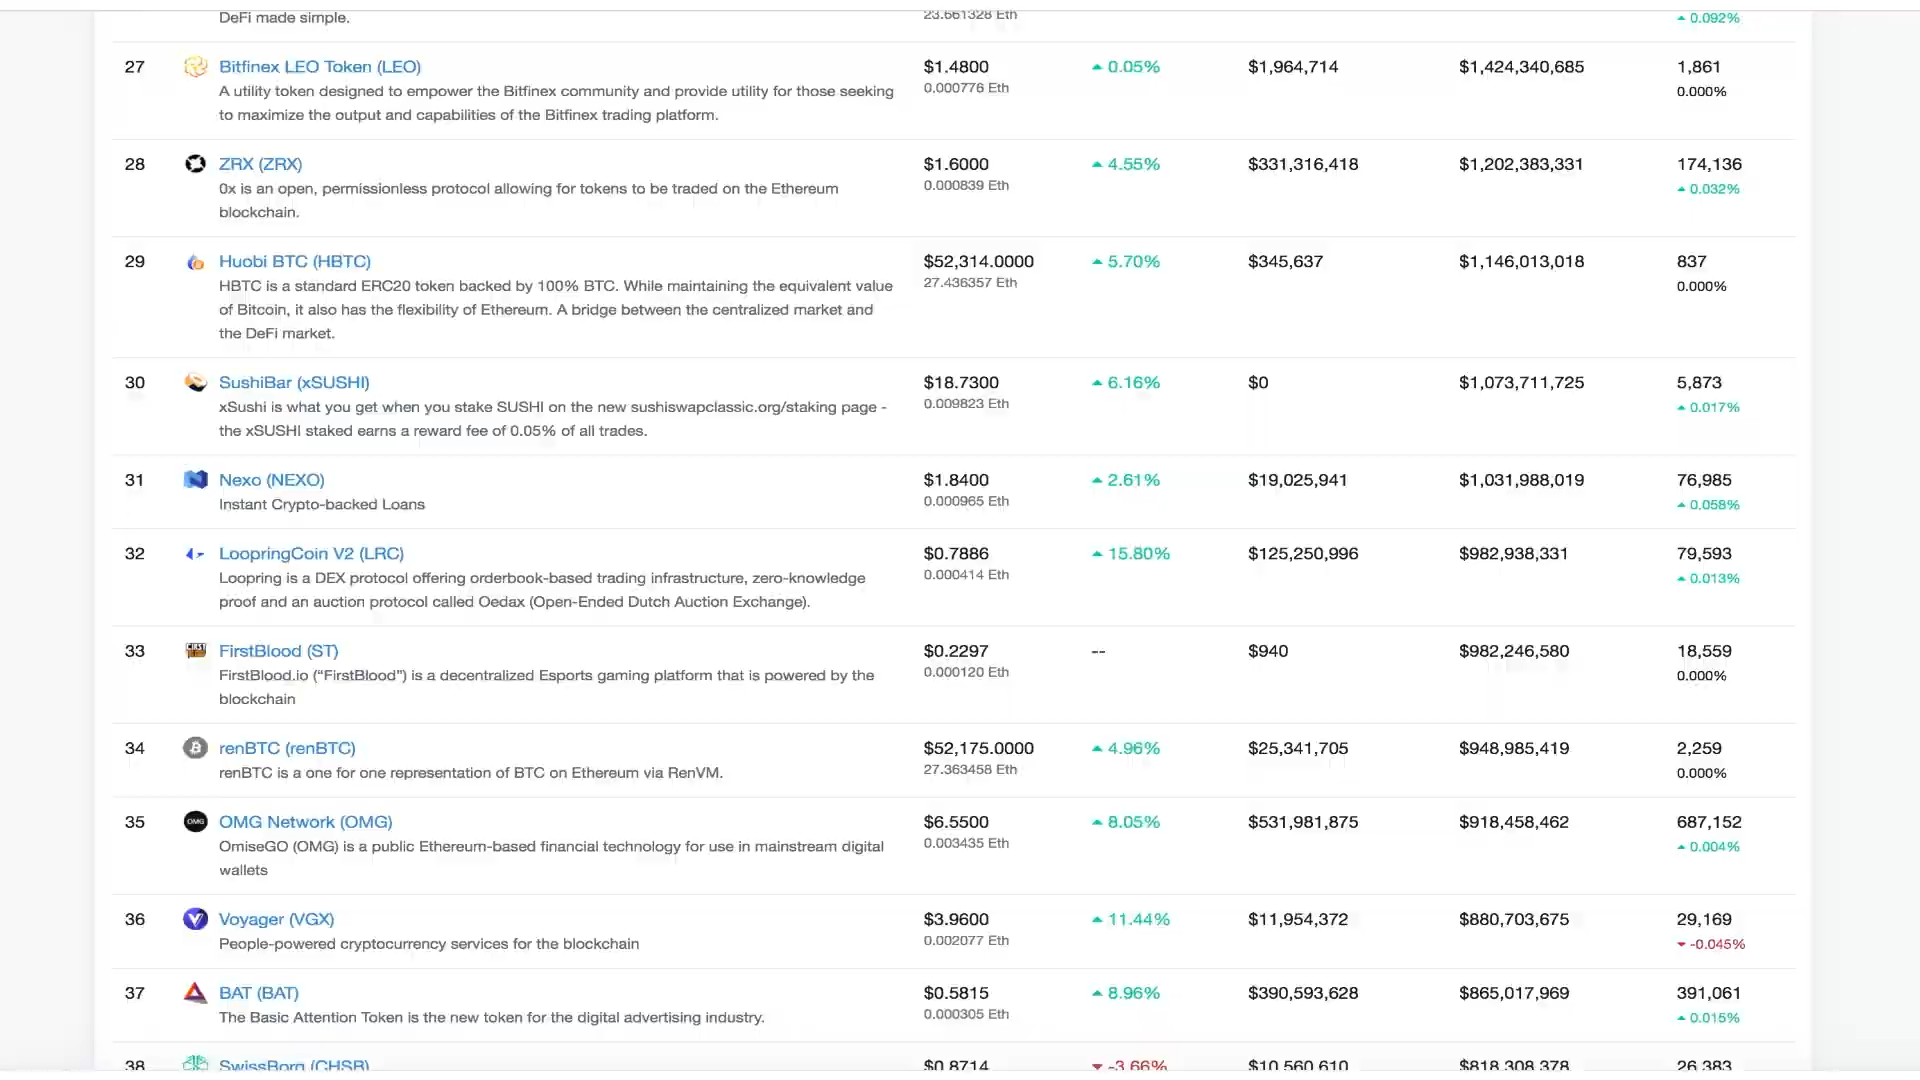 DeFi made simple. 23.661328 Eth 0.092%
27 Bitfinex LEO Token (LEO) $1.4800 0.05% $1,964,714 $1,424,340,685 1,861
A utility token designed to empower the Bitfinex community and provide utility for those seeking 0.000776 Eth 0.000%
to maximize the output and capabilities of the Bitfinex trading platform.
28 ZRX (ZRX) $1.6000 4.55% $331,316,418 $1,202,383,331 174,136
0x is an open, permissionless protocol allowing for tokens to be traded on the Ethereum 0.000839 Eth 0.032%
blockchain.
29 Huobi BTC (HBTC) $52,314.0000 5.70% $345,637 $1,146,013,018 837
HBTC is a standard ERC20 token backed by 100% BTC. While maintaining the equivalent value 27.436357 Eth 0.000%
of Bitcoin, it also has the flexibility of Ethereum. A bridge between the centralized market and
the DeFi market.
30 SushiBar (xSUSHI) $18.7300 6.16% $0 $1,073,711,725 5,873
xSushi is what you get when you stake SUSHI on the new sushiswapclassic.org/staking page - 0.009823 Eth 0.017%
the xSUSHI staked earns a reward fee of 0.05% of all trades.
31 Nexo (NEXO) $1.8400 2.61% $19,025,941 $1,031,988,019 76,985
Instant Crypto-backed Loans 0.000965 Eth 0.058%
32 LoopringCoin V2 (LRC) $0.7886 15.80% $125,250,996 $982,938,331 79,593
Loopring is a DEX protocol offering orderbook-based trading infrastructure, zero-knowledge 0.000414 Eth 0.013%
proof and an auction protocol called Oedax (Open-Ended Dutch Auction Exchange).
33 FirstBlood (ST) $0.2297 -- $940 $982,246,580 18,559
FirstBlood.io (“FirstBlood”) is a decentralized Esports gaming platform that is powered by the 0.000120 Eth 0.000%
blockchain
34 renBTC (renBTC) $52,175.0000 4.96% $25,341,705 $948,985,419 2,259
renBTC is a one for one representation of BTC on Ethereum via RenVM. 27.363458 Eth 0.000%
35 OMG OMG Network (OMG) $6.5500 8.05% $531,981,875 $918,458,462 687,152
OmiseGO (OMG) is a public Ethereum-based financial technology for use in mainstream digital 0.003435 Eth 0.004%
wallets
36 Voyager (VGX) $3.9600 11.44% $11,954,372 $880,703,675 29,169
People-powered cryptocurrency services for the blockchain 0.002077 Eth -0.045%
37 BAT (BAT) $0.5815 8.96% $390,593,628 $865,017,969 391,061
The Basic Attention Token is the new token for the digital advertising industry. 0.000305 Eth 0.015%
38 SwissBorg (CHSB) $0.8714 -3.66% $10,560,610 $818,308,378 26,383